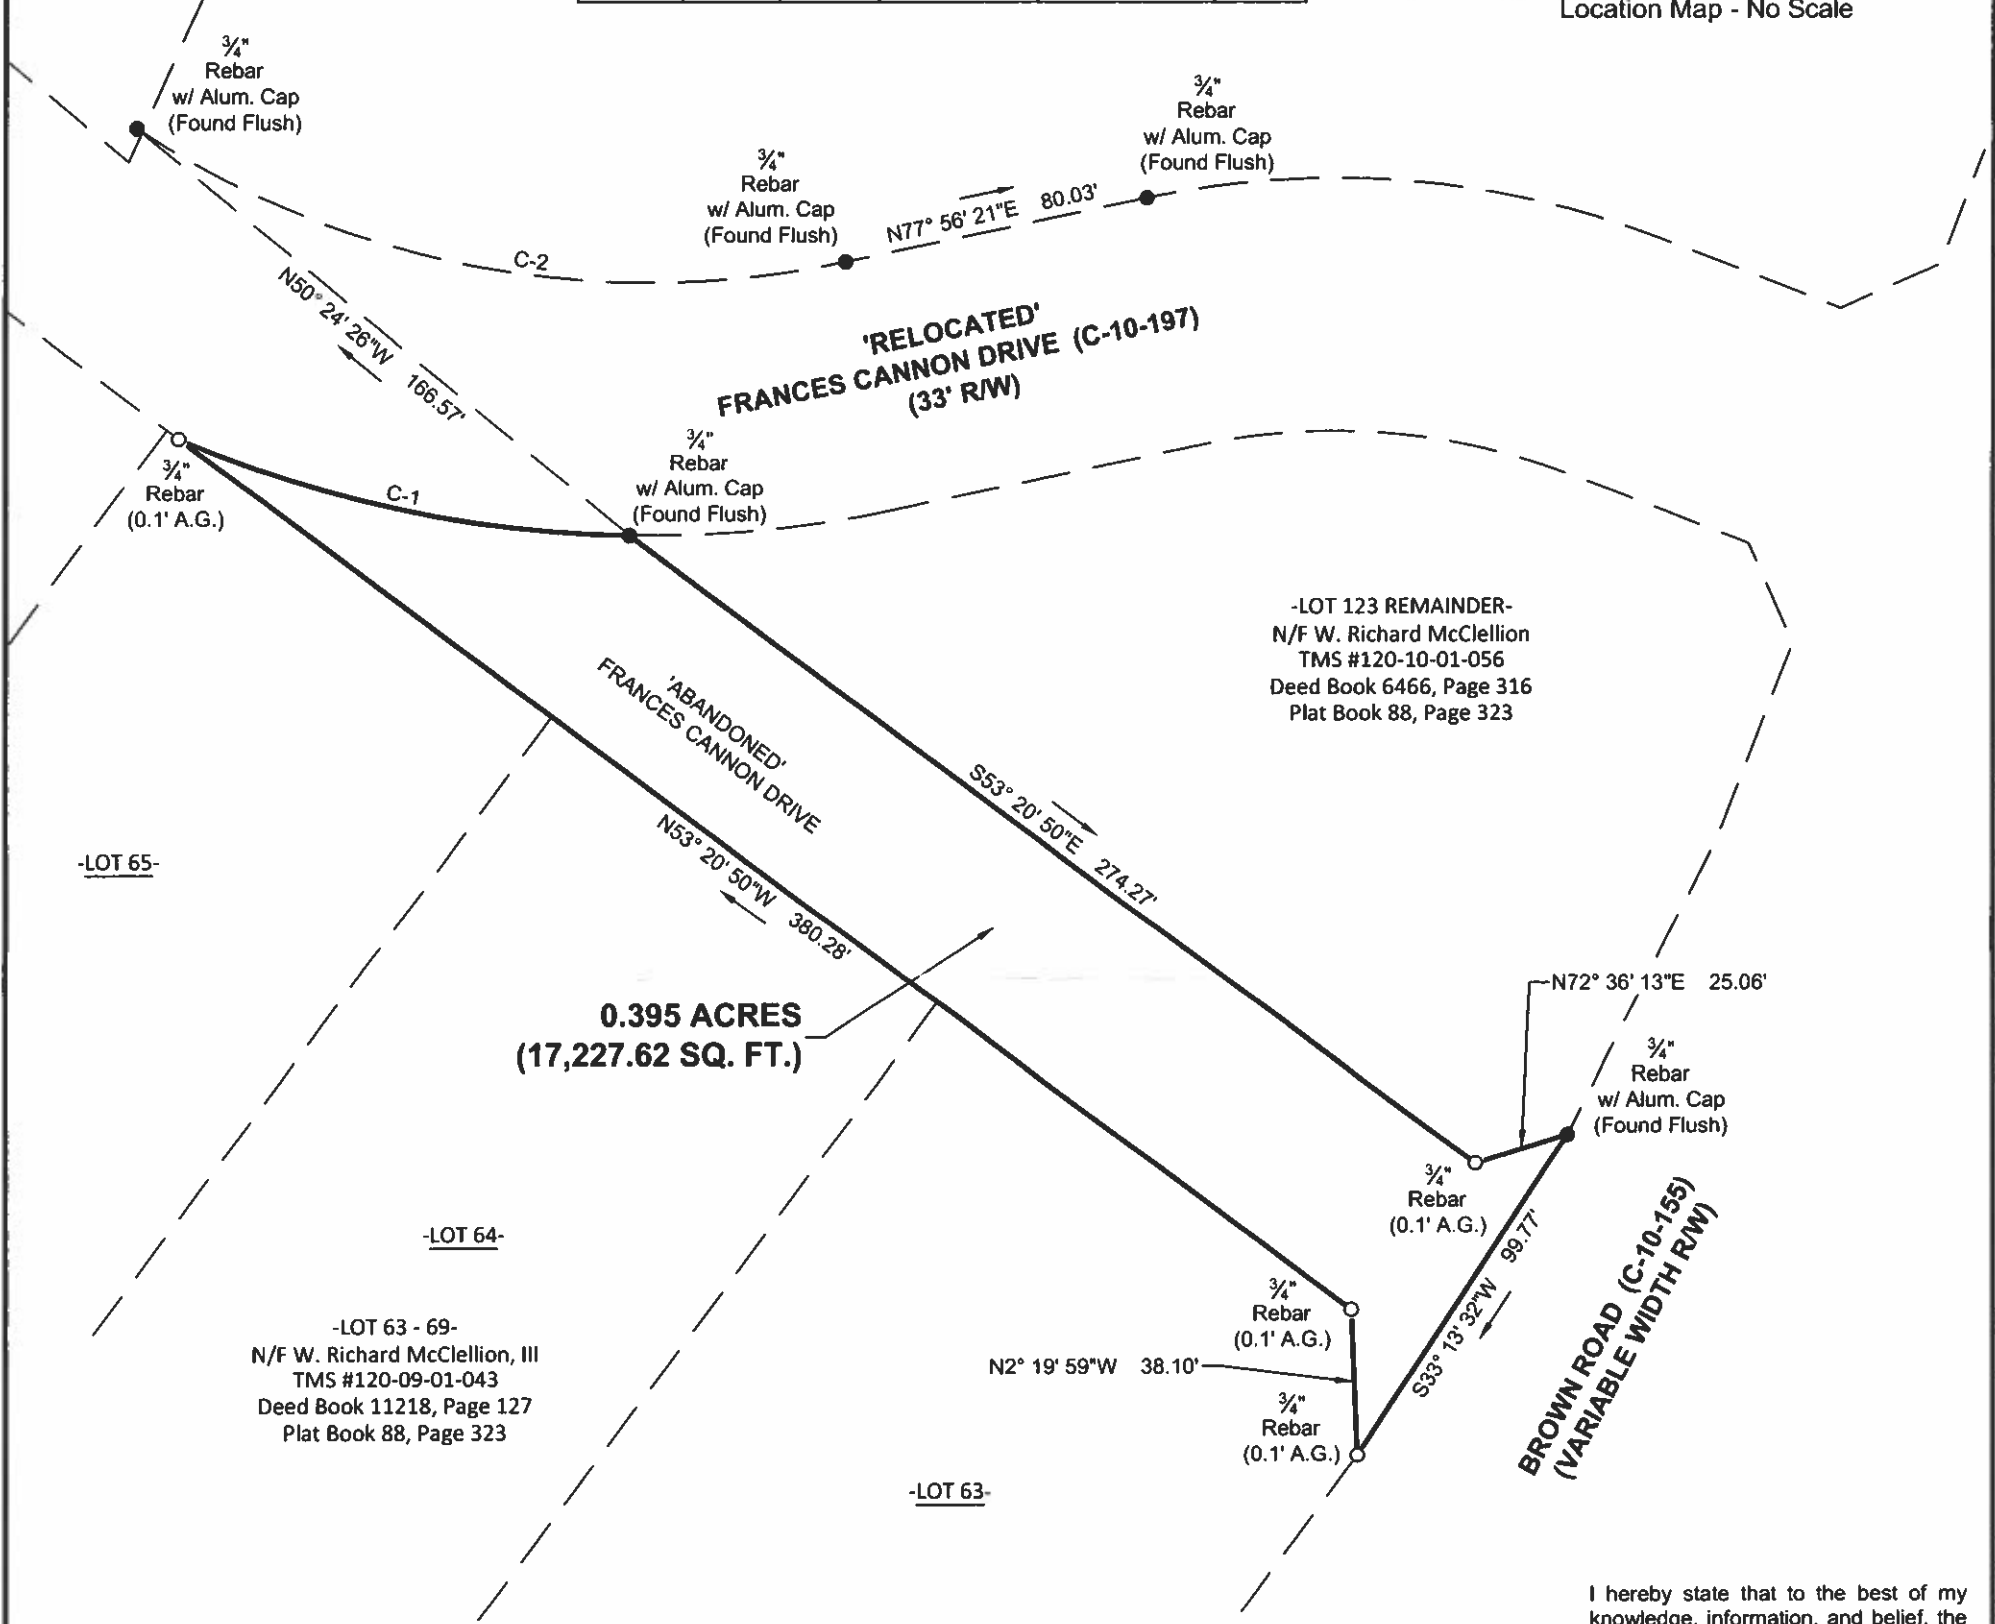 Location Map - No Scale
3/4"
Rebar
w/ Alum. Cap
(Found Flush)
3/4"
Rebar
w/ Alum. Cap
(Found Flush)
3/4"
Rebar
w/ Alum. Cap
(Found Flush)
N77° 56' 21"E 80.03'
C-2
N50° 24' 26"W 166.57'
'RELOCATED'
FRANCES CANNON DRIVE (C-10-197)
(33' R/W)
3/4"
Rebar
w/ Alum. Cap
(Found Flush)
3/4"
Rebar
(0.1' A.G.)
C-1
-LOT 123 REMAINDER-
N/F W. Richard McClellion
TMS #120-10-01-056
Deed Book 6466, Page 316
Plat Book 88, Page 323
'ABANDONED'
FRANCES CANNON DRIVE
S53° 20' 50"E 274.27'
N53° 20' 50"W 380.28'
-LOT 65-
0.395 ACRES
(17,227.62 SQ. FT.)
N72° 36' 13"E 25.06'
3/4"
Rebar
w/ Alum. Cap
(Found Flush)
3/4"
Rebar
(0.1' A.G.)
S33° 13' 32"W 99.77'
BROWN ROAD (C-10-155)
(VARIABLE WIDTH R/W)
-LOT 64-
3/4"
Rebar
(0.1' A.G.)
N2° 19' 59"W 38.10'
3/4"
Rebar
(0.1' A.G.)
-LOT 63 - 69-
N/F W. Richard McClellion, III
TMS #120-09-01-043
Deed Book 11218, Page 127
Plat Book 88, Page 323
-LOT 63-
I hereby state that to the best of my
knowledge, information, and belief, the